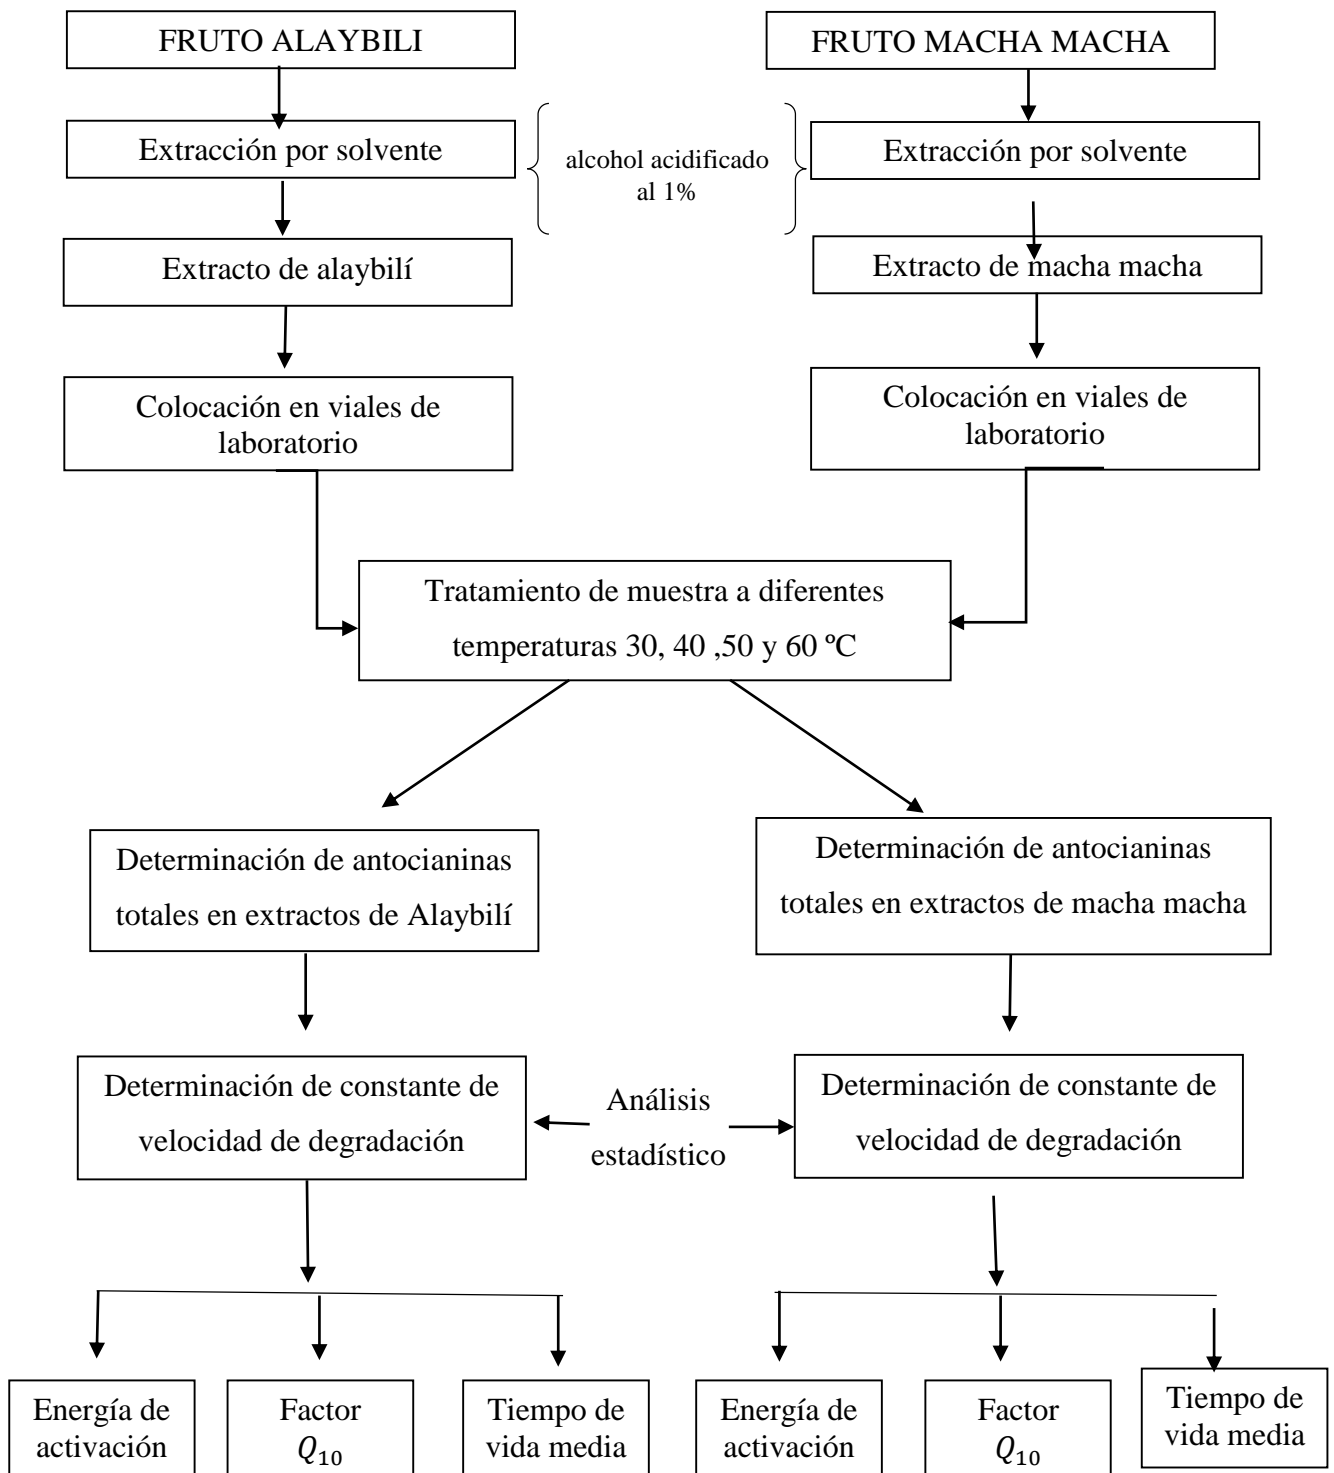 FRUTO ALAYBILI
FRUTO MACHA MACHA
Extracción por solvente
alcohol acidificado
al 1%
Extracción por solvente
Extracto de alaybilí
Extracto de macha macha
Colocación en viales de
laboratorio
Colocación en viales de
laboratorio
Tratamiento de muestra a diferentes
temperaturas 30, 40 ,50 y 60 ºC
Determinación de antocianinas
totales en extractos de Alaybilí
Determinación de antocianinas
totales en extractos de macha macha
Determinación de constante de
velocidad de degradación
Análisis
estadístico
Determinación de constante de
velocidad de degradación
Energía de
activación
Factor
Q₁₀
Tiempo de
vida media
Energía de
activación
Factor
Q₁₀
Tiempo de
vida media